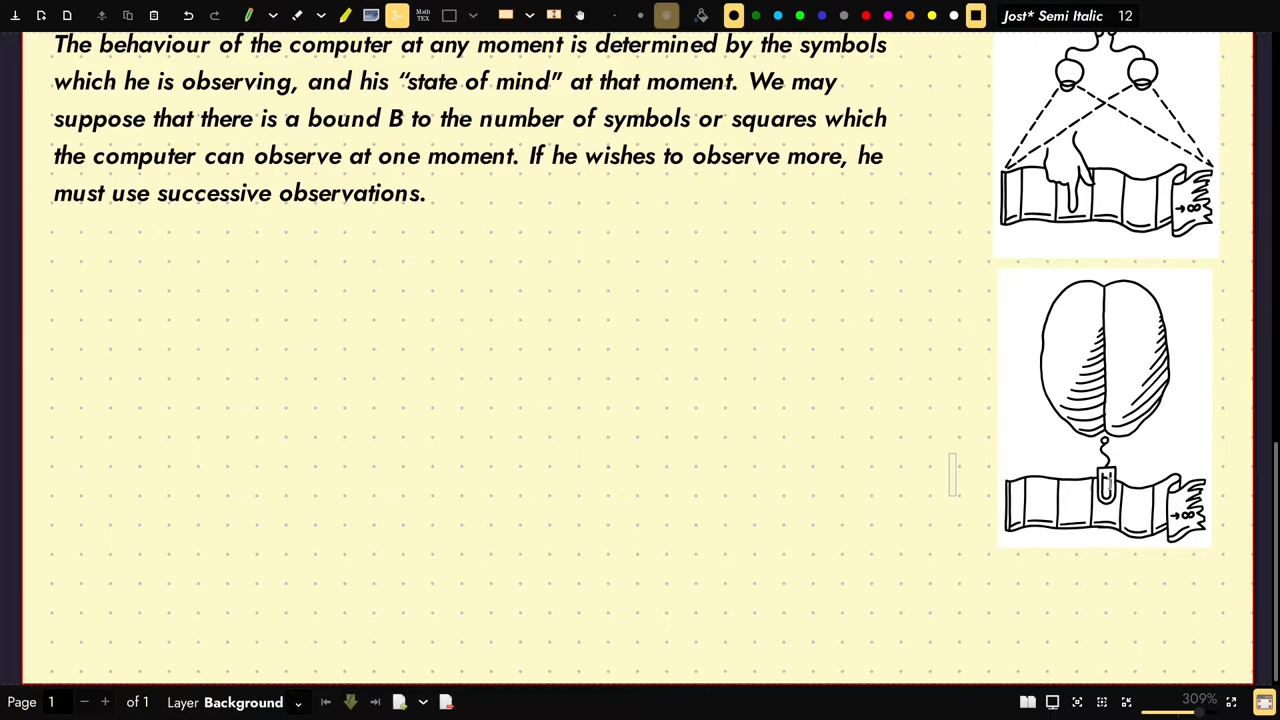 Math
TEX
Jost* Semi Italic 12
The behaviour of the computer at any moment is determined by the symbols
which he is observing, and his “state of mind” at that moment. We may
suppose that there is a bound B to the number of symbols or squares which
the computer can observe at one moment. If he wishes to observe more, he
must use successive observations.
→∞
→∞
Page 1 of 1 Layer Background 309%